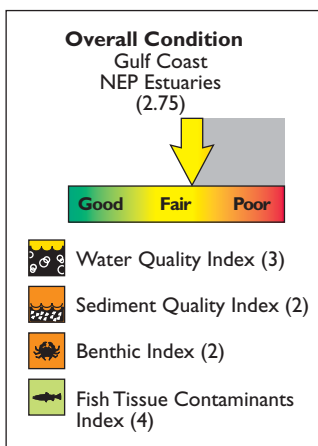 Overall Condition
Gulf Coast
NEP Estuaries
(2.75)
Good Fair Poor
Water Quality Index (3)
Sediment Quality Index (2)
Benthic Index (2)
Fish Tissue Contaminants
Index (4)